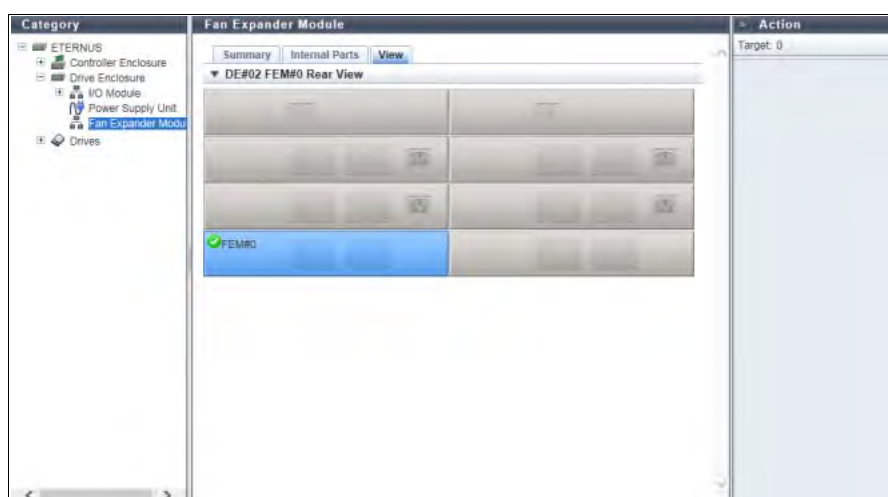 Category
ETERNUS
Controller Enclosure
Drive Enclosure
I/O Module
Power Supply Unit
Fan Expander Modu
Drives
Fan Expander Module
Summary Internal Parts View
DE#02 FEM#0 Rear View
FEM#0
Action
Target: 0